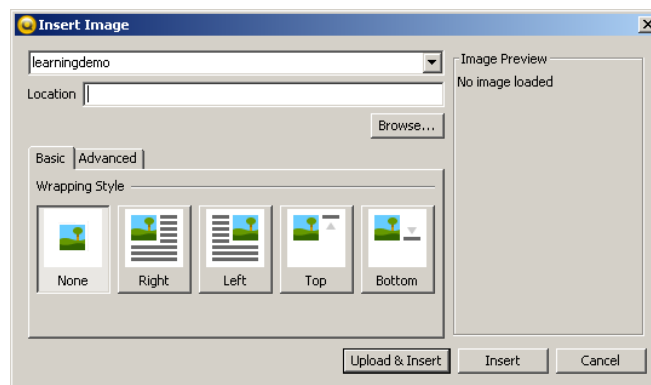 Insert Image
learningdemo
Image Preview
Location
No image loaded
Browse...
Basic Advanced
Wrapping Style
None Right Left Top Bottom
Upload & Insert Insert Cancel